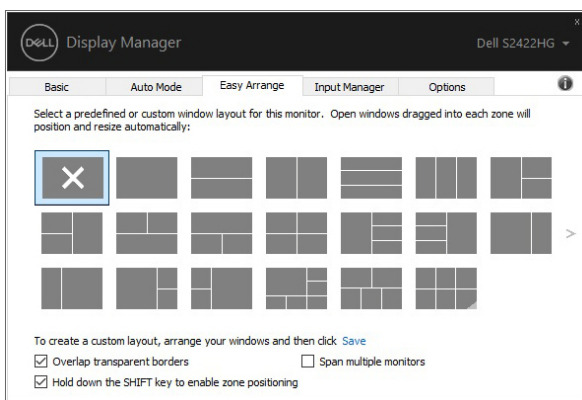 x
DELL Display Manager
Dell S2422HG
Basic
Auto Mode
Easy Arrange
Input Manager
Options
i
Select a predefined or custom window layout for this monitor. Open windows dragged into each zone will
position and resize automatically:
>
To create a custom layout, arrange your windows and then click Save
Overlap transparent borders
Span multiple monitors
Hold down the SHIFT key to enable zone positioning